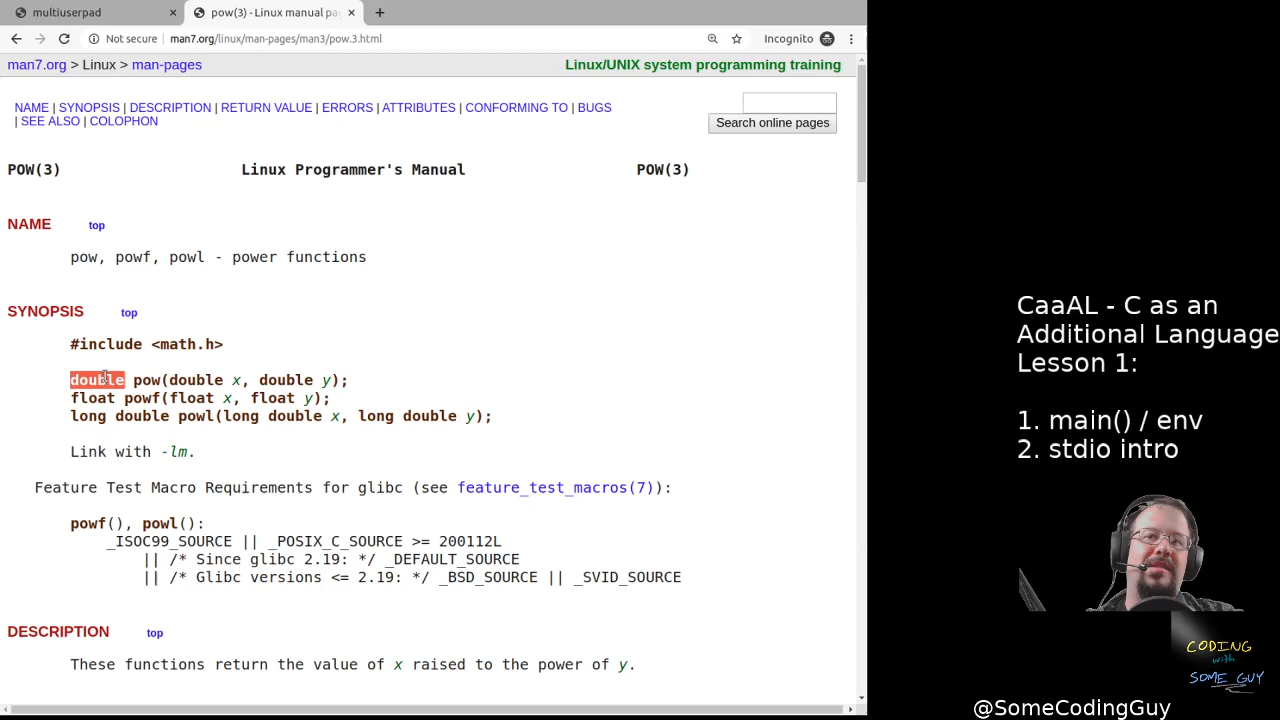 multiuserpad
pow(3) - Linux manual pa
Not secure | man7.org/linux/man-pages/man3/pow.3.html
Incognito
man7.org > Linux > man-pages
Linux/UNIX system programming training
NAME | SYNOPSIS | DESCRIPTION | RETURN VALUE | ERRORS | ATTRIBUTES | CONFORMING TO | BUGS
| SEE ALSO | COLOPHON
Search online pages
POW(3) Linux Programmer's Manual POW(3)
NAME top
pow, powf, powl - power functions
SYNOPSIS top
#include <math.h>
double pow(double x, double y);
float powf(float x, float y);
long double powl(long double x, long double y);
Link with -lm.
Feature Test Macro Requirements for glibc (see feature_test_macros(7)):
powf(), powl():
_ISOC99_SOURCE || _POSIX_C_SOURCE >= 200112L
|| /* Since glibc 2.19: */ _DEFAULT_SOURCE
|| /* Glibc versions <= 2.19: */ _BSD_SOURCE || _SVID_SOURCE
DESCRIPTION top
These functions return the value of x raised to the power of y.
CaaAL - C as an
Additional Language
Lesson 1:
1. main() / env
2. stdio intro
CODING
with
SOME GUY
@SomeCodingGuy